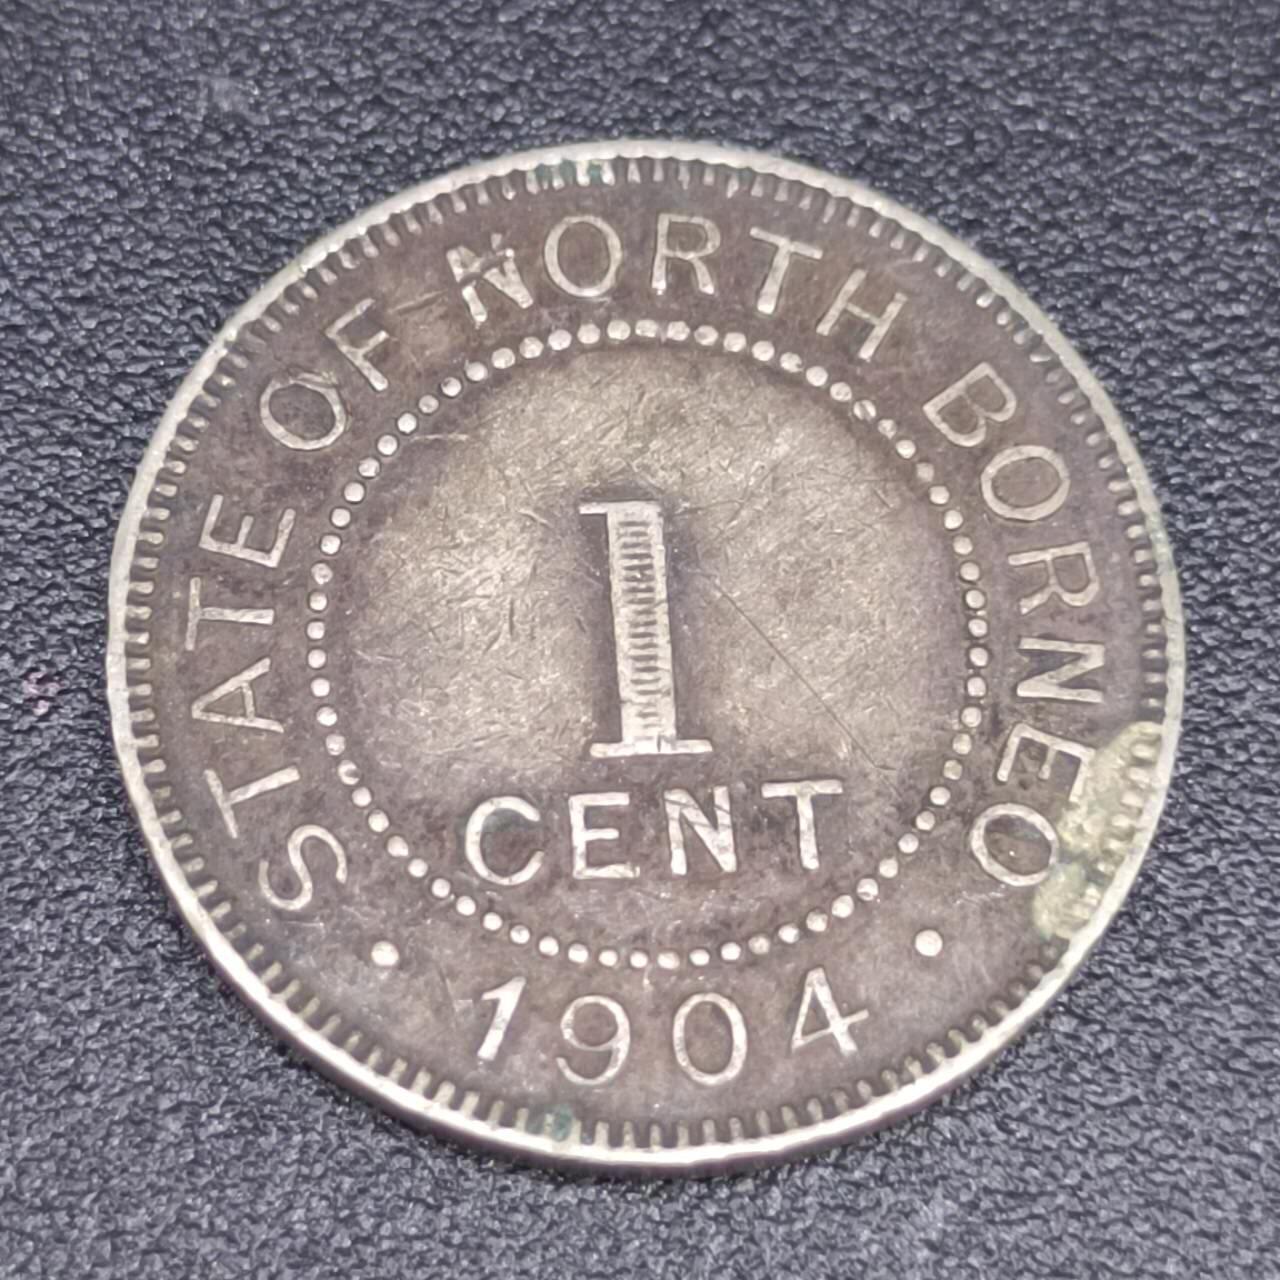 STATE OF NORTH BORNEO
1
CENT
• 1904 •